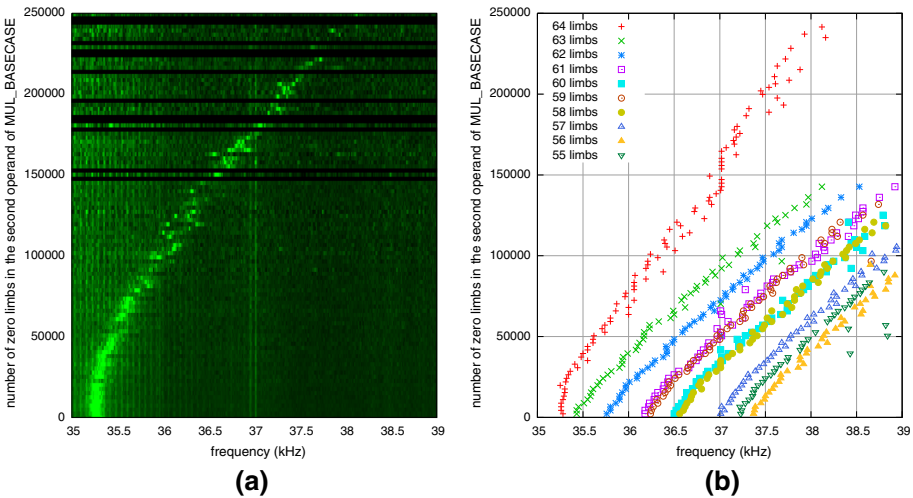 number of zero limbs in the second operand of MUL_BASECASE
250000
200000
150000
100000
50000
0
35 35.5 36 36.5 37 37.5 38 38.5 39
frequency (kHz)
(a)
number of zero limbs in the second operand of MUL_BASECASE
250000
200000
150000
100000
50000
0
64 limbs
63 limbs
62 limbs
61 limbs
60 limbs
59 limbs
58 limbs
57 limbs
56 limbs
55 limbs
35 35.5 36 36.5 37 37.5 38 38.5 39
frequency (kHz)
(b)